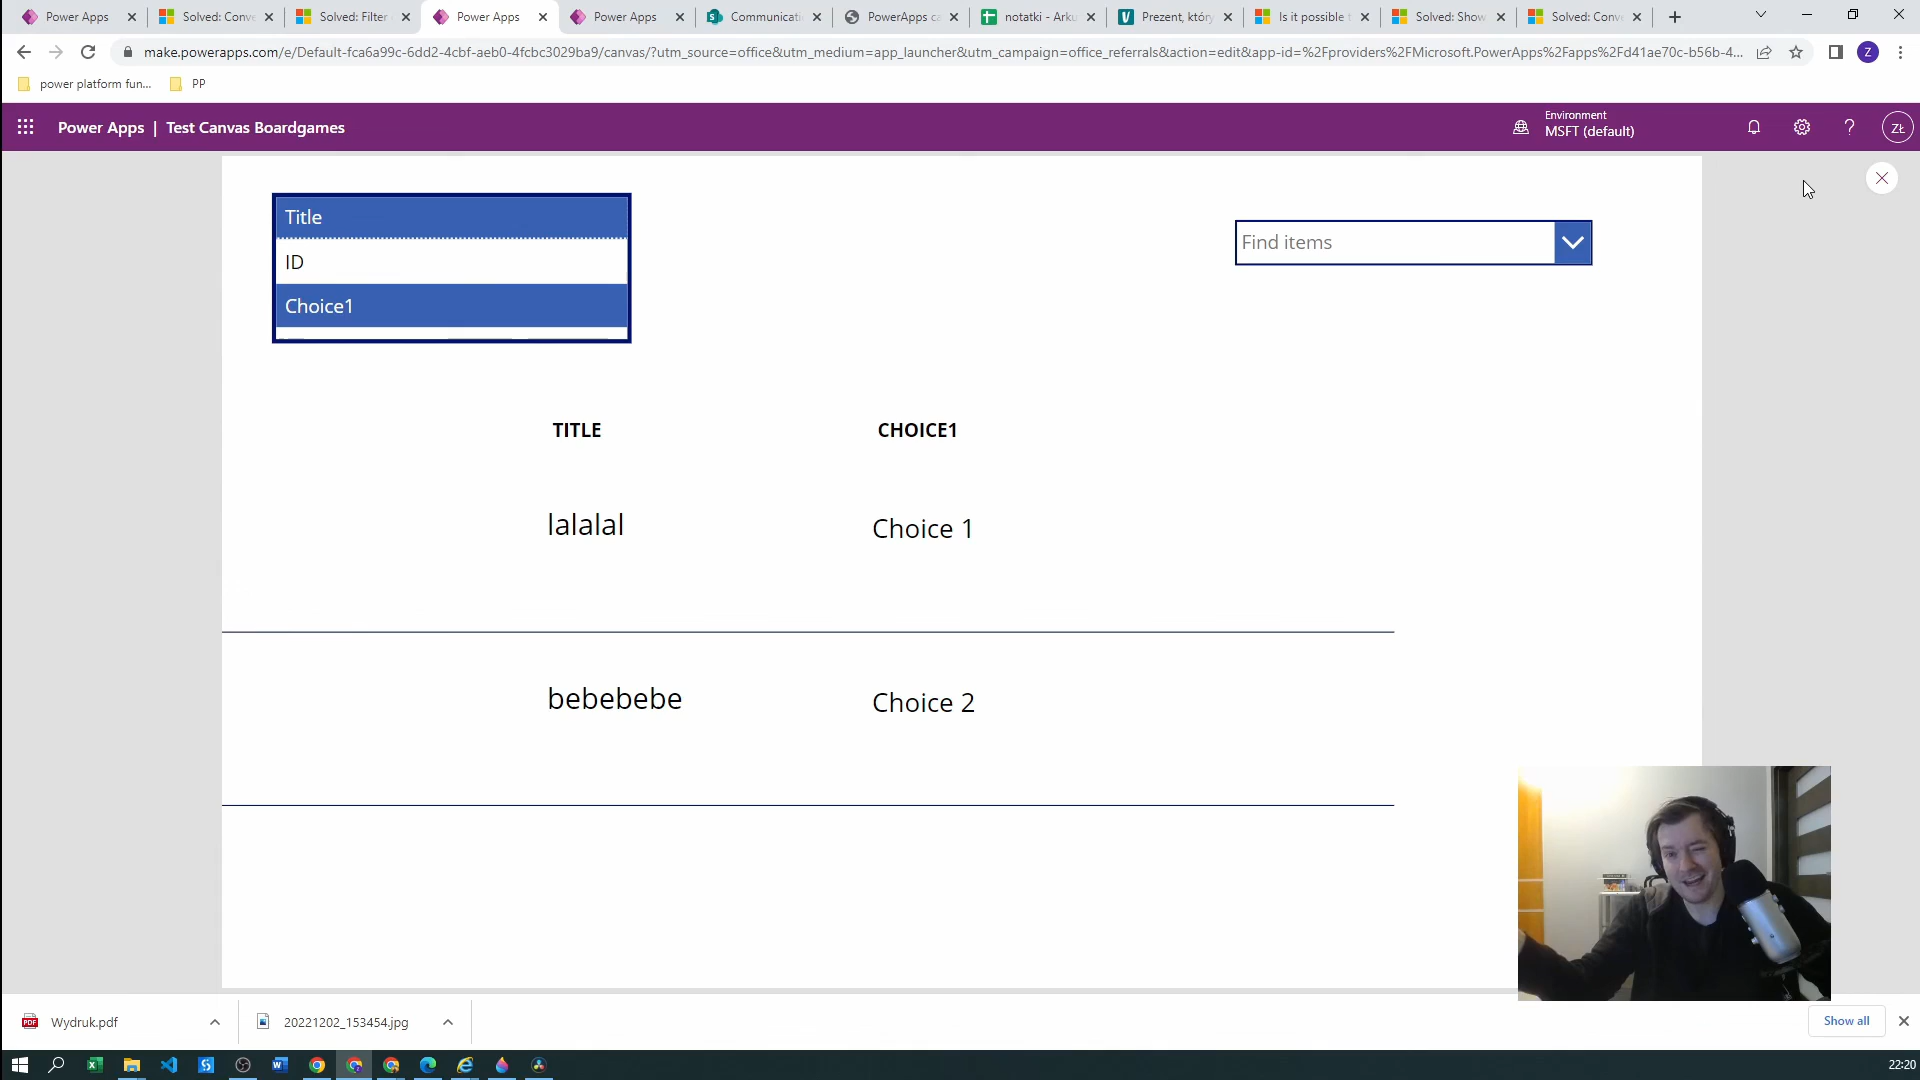 Power Apps
Solved: Conve
Solved: Filter
Power Apps
Power Apps
Communicati
PowerApps ca
notatki - Arku
Prezent, który
Is it possible t
Solved: Show
Solved: Conv
make.powerapps.com/e/Default-fca6a99c-6dd2-4cbf-aeb0-4fcbc3029ba9/canvas/?utm_source=office&utm_medium=app_launcher&utm_campaign=office_referrals&action=edit&app-id=%2Fproviders%2FMicrosoft.PowerApps%2Fapps%2Fd41ae70c-b56b-4...
Z
power platform fun...
PP
Power Apps | Test Canvas Boardgames
Environment
MSFT (default)
ZŁ
Title
ID
Choice1
Find items
TITLE CHOICE1
lalalal Choice 1
bebebebe Choice 2
Wydruk.pdf
20221202_153454.jpg
Show all
22:20